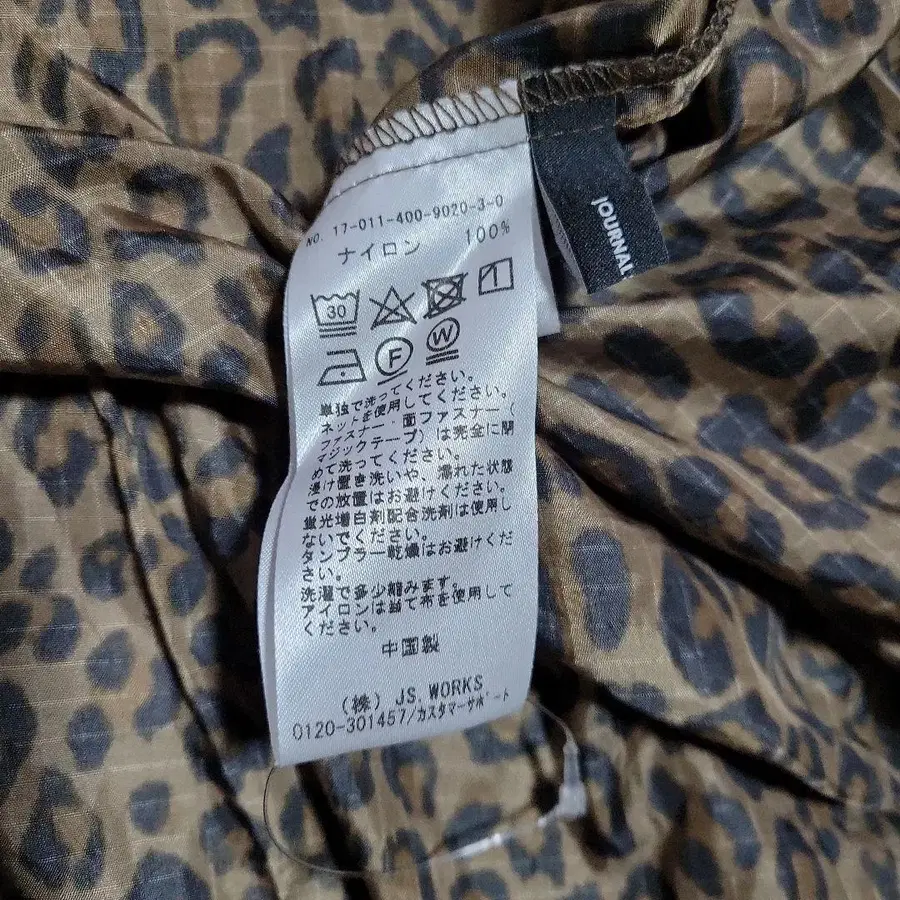 NO. 17-011-400-9020-3-0
ナイロン 100%
30
F
W
単独で洗ってください。
ネットを使用してください。
ファスナー・面ファスナー（
マジックテープ）は完全に閉
めて洗ってください。
浸け置き洗いや、濡れた状態
での放置はお避けください。
蛍光増白剤配合洗剤は使用し
ないでください。
タンブラー乾燥はお避けくだ
さい。
洗濯で多少縮みます。
アイロンは当て布を使用して
ください。
中国製
（株）JS.WORKS
0120-301457/カスタマーサポート
JOURNAL